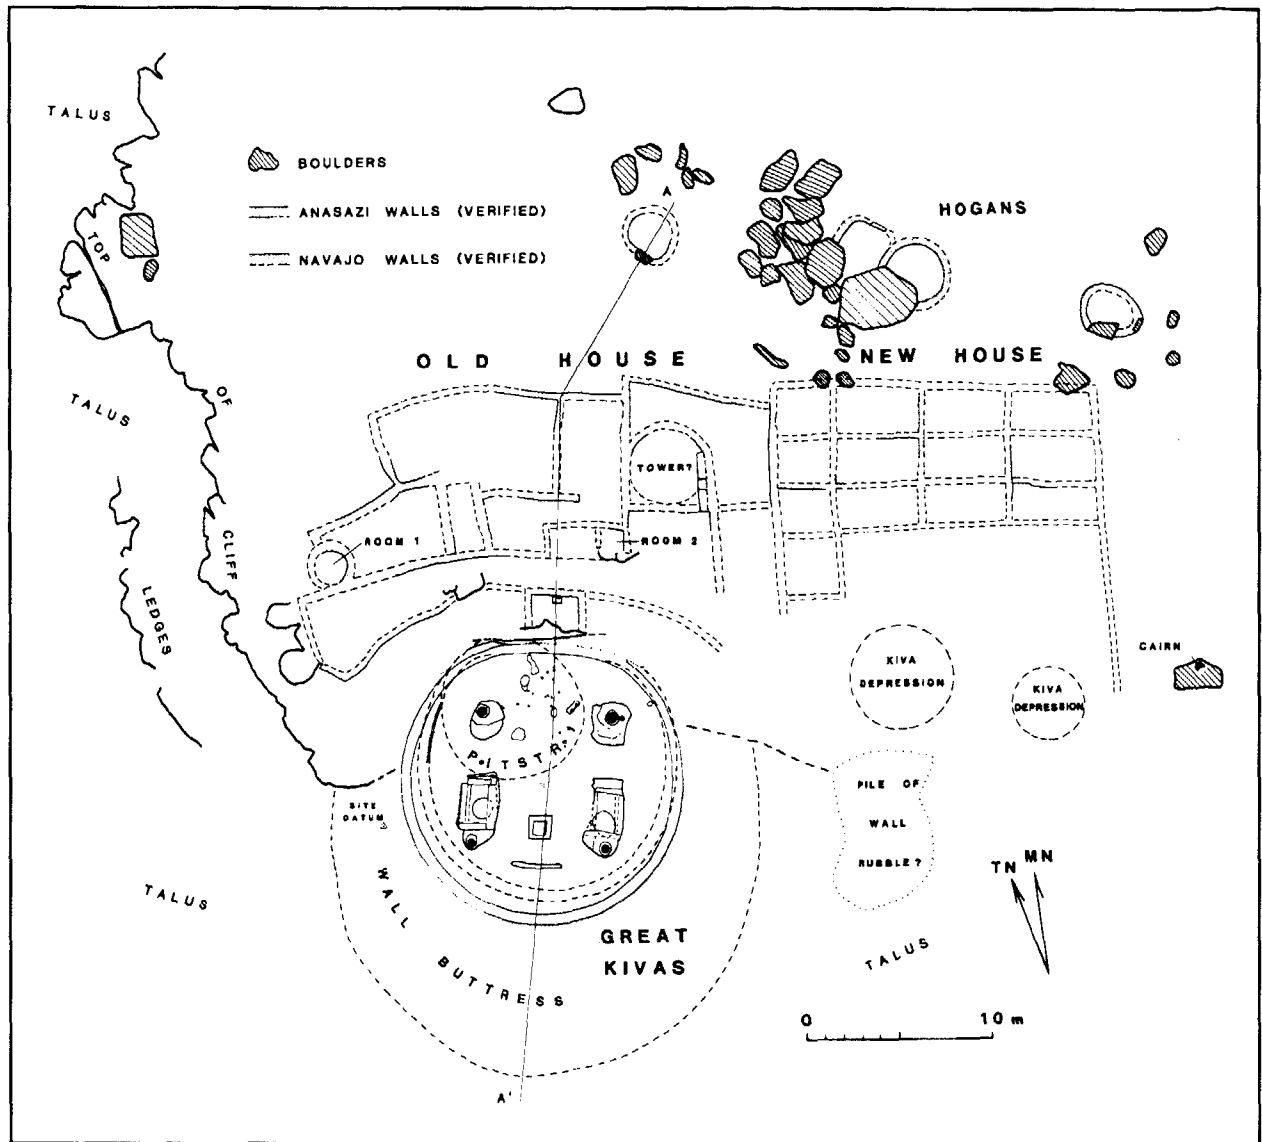 TALUS
BOULDERS
ANASAZI WALLS (VERIFIED)
NAVAJO WALLS (VERIFIED)
A
HOGANS
TOP
OF
CLIFF
OLD HOUSE
NEW HOUSE
TALUS
TOWER?
ROOM 1
ROOM 2
LEDGES
KIVA
DEPRESSION
KIVA
DEPRESSION
CAIRN
PITSTR. 1
SITE
DATUM
PILE OF
WALL
RUBBLE?
TN MN
TALUS
WALL
BUTTRESS
GREAT
KIVAS
TALUS
0 10 m
A'